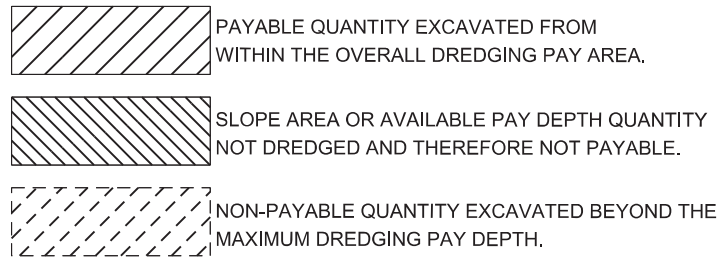 PAYABLE QUANTITY EXCAVATED FROM
WITHIN THE OVERALL DREDGING PAY AREA.
SLOPE AREA OR AVAILABLE PAY DEPTH QUANTITY
NOT DREDGED AND THEREFORE NOT PAYABLE.
NON-PAYABLE QUANTITY EXCAVATED BEYOND THE
MAXIMUM DREDGING PAY DEPTH.